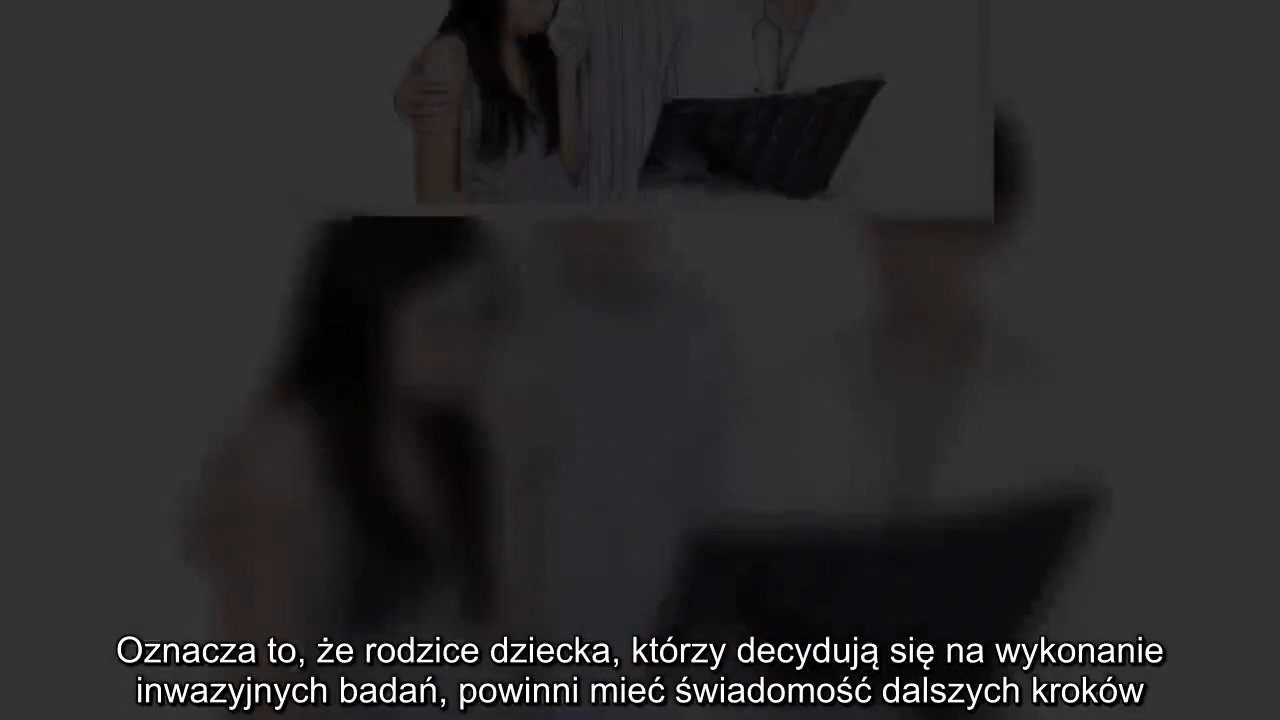 Oznacza to, że rodzice dziecka, którzy decydują się na wykonanie
inwazyjnych badań, powinni mieć świadomość dalszych kroków